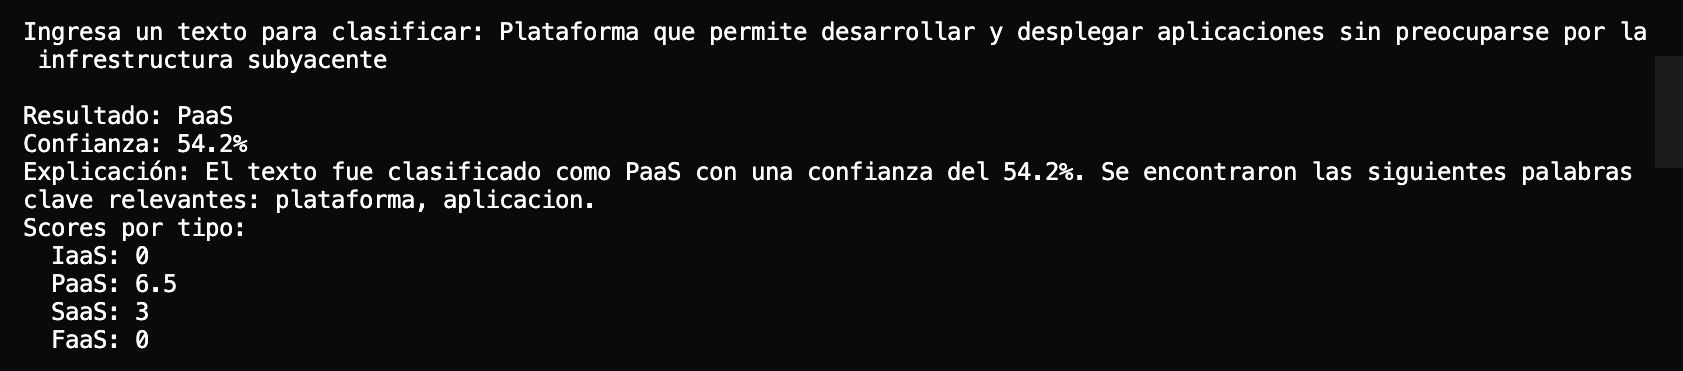 Ingresa un texto para clasificar: Plataforma que permite desarrollar y desplegar aplicaciones sin preocuparse por la
infrestructura subyacente
Resultado: PaaS
Confianza: 54.2%
Explicación: El texto fue clasificado como PaaS con una confianza del 54.2%. Se encontraron las siguientes palabras
clave relevantes: plataforma, aplicacion.
Scores por tipo:
IaaS: 0
PaaS: 6.5
SaaS: 3
FaaS: 0